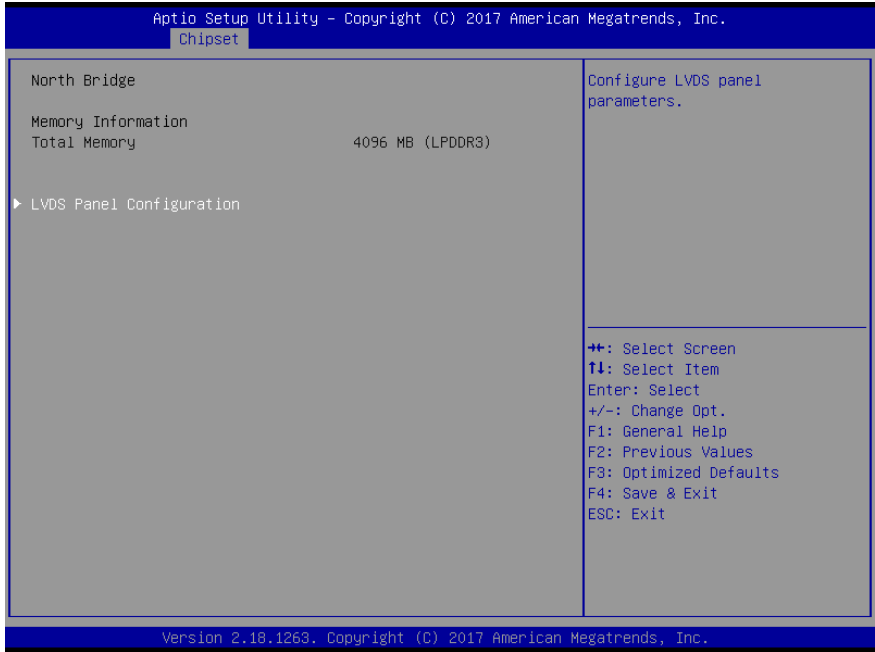 Aptio Setup Utility – Copyright (C) 2017 American Megatrends, Inc.
Chipset
North Bridge
Memory Information
Total Memory 4096 MB (LPDDR3)
▶ LVDS Panel Configuration
Configure LVDS panel
parameters.
→←: Select Screen
↑↓: Select Item
Enter: Select
+/-: Change Opt.
F1: General Help
F2: Previous Values
F3: Optimized Defaults
F4: Save & Exit
ESC: Exit
Version 2.18.1263. Copyright (C) 2017 American Megatrends, Inc.